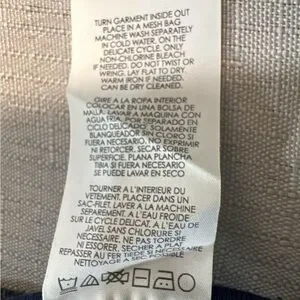 TURN GARMENT INSIDE OUT
PLACE IN A MESH BAG
MACHINE WASH SEPARATELY
IN COLD WATER, ON THE
DELICATE CYCLE. ONLY
NON-CHLORINE BLEACH
IF NEEDED. DO NOT TWIST OR
WRING. LAY FLAT TO DRY.
WARM IRON IF NEEDED.
CAN BE DRY CLEANED.
GIRE A LA ROPA INTERIOR
COLOCAR EN UNA BOLSA DE
MALLA. LAVAR A MAQUINA CON
AGUA FRIA, POR SEPARADO EN
CICLO DELICADO. SOLAMENTE
BLANQUEADOR SIN CLORO SI
FUERA NECESARIO. NO EXPRIMIR
NI RETORCER. SECAR SOBRE
SUPERFICIE. PLANA PLANCHA
TIBIA SI FUERA NECESARIO
SE PUEDE LAVAR EN SECO
TOURNER A L'INTERIEUR DU
VETEMENT. PLACER DANS UN
SAC-FILET. LAVER A LA MACHINE
SEPAREMENT. A L'EAU FROIDE
SUR LE CYCLE DELICAT. A L'EAU DE
JAVEL SANS CHLORURE SI
NECESSAIRE. NE PAS TORDRE
NI ESSORER. SECHER A PLAT
REPASSER AU FER TIEDE SI NECESSAIRE
NETTOYAGE A SEC